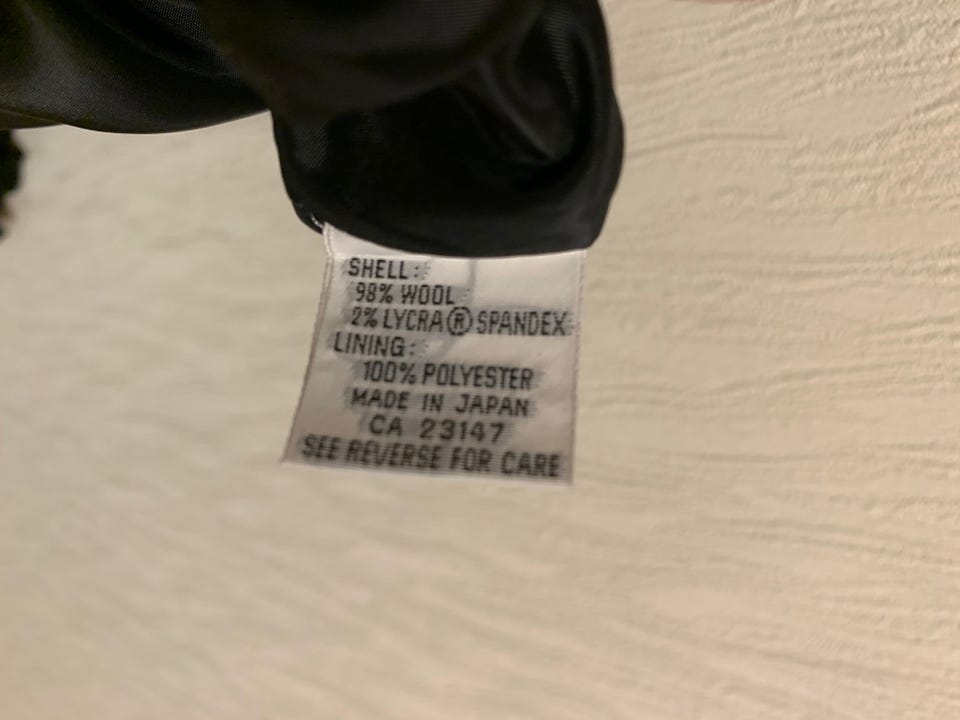 SHELL:
98% WOOL
2% LYCRA® SPANDEX
LINING:
100% POLYESTER
MADE IN JAPAN
CA 23147
SEE REVERSE FOR CARE